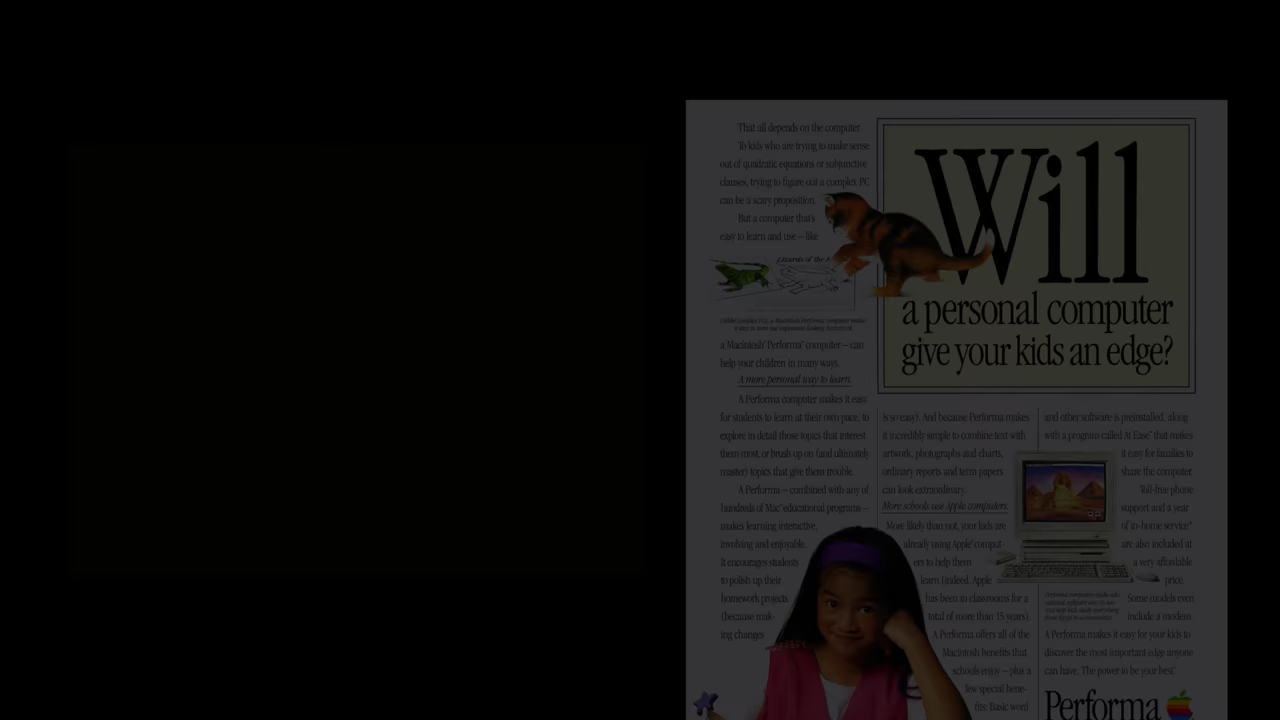 That all depends on the computer
To kids who are trying to make sense
out of quadratic equations or subjunctive
clauses, trying to figure out a complex PC
can be a scary proposition.
But a computer that's
easy to learn and use – like
Lizards of the
a Macintosh® Performa® computer – can
help your children in many ways.
A more personal way to learn.
A Performa computer makes it easy
for students to learn at their own pace, to
explore in detail those topics that interest
them most, or brush up on (and ultimately
master) topics that give them trouble.
A Performa – combined with any of
hundreds of Mac® educational programs –
makes learning interactive,
involving and enjoyable.
It encourages students
to polish up their
homework projects
(because mak-
ing changes
Will
a personal computer
give your kids an edge?
is so easy). And because Performa makes
it incredibly simple to combine text with
artwork, photographs and charts,
ordinary reports and term papers
can look extraordinary.
More schools use Apple computers.
More likely than not, your kids are
already using Apple® comput-
ers to help them
learn (indeed, Apple
has been in classrooms for a
total of more than 15 years).
A Performa offers all of the
Macintosh benefits that
schools enjoy – plus a
few special bene-
fits: Basic word
and other software is preinstalled, along
with a program called At Ease™ that makes
it easy for families to
share the computer.
Toll-free phone
support and a year
of in-home service*
are also included at
a very affordable
price.
Some models even
include a modem.
A Performa makes it easy for your kids to
discover the most important edge anyone
can have. The power to be your best.®
Performa